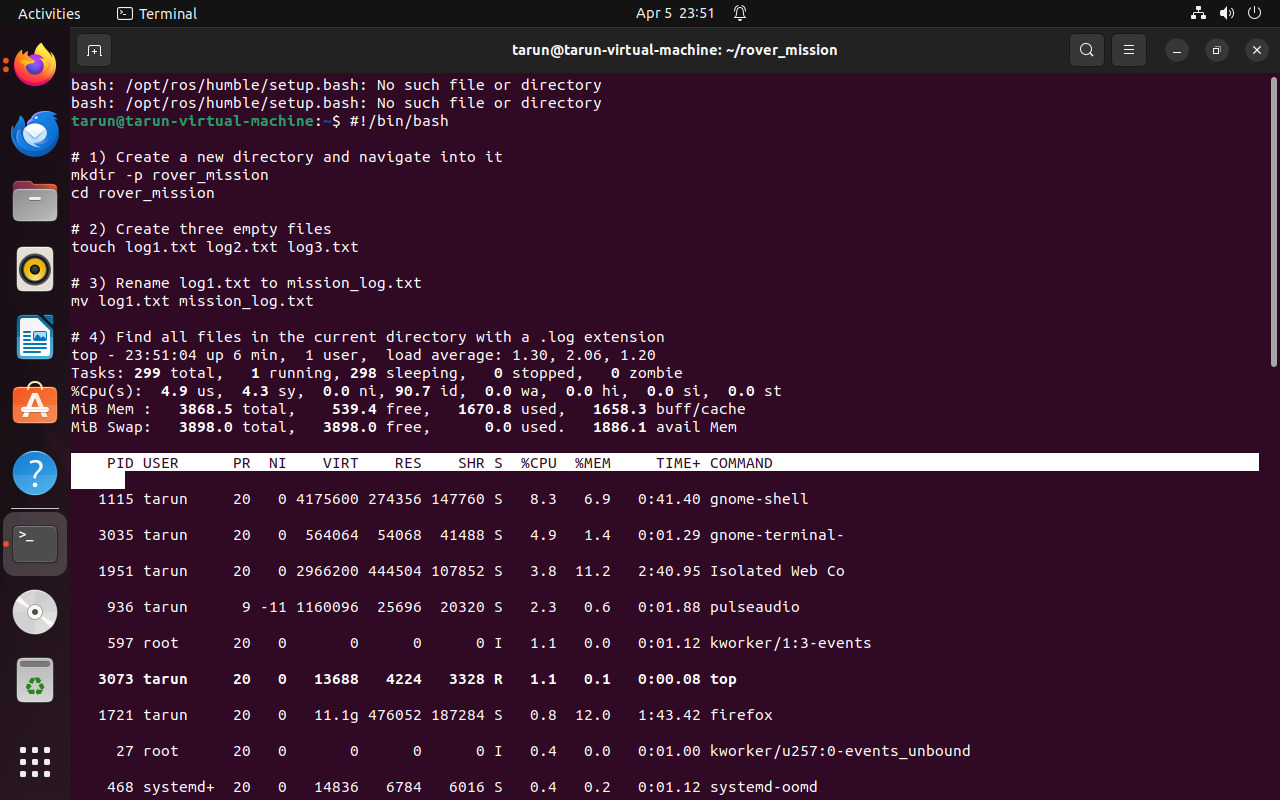 Activities Terminal Apr 5 23:51
tarun@tarun-virtual-machine: ~/rover_mission
bash: /opt/ros/humble/setup.bash: No such file or directory
bash: /opt/ros/humble/setup.bash: No such file or directory
tarun@tarun-virtual-machine:~$ #!/bin/bash
# 1) Create a new directory and navigate into it
mkdir -p rover_mission
cd rover_mission
# 2) Create three empty files
touch log1.txt log2.txt log3.txt
# 3) Rename log1.txt to mission_log.txt
mv log1.txt mission_log.txt
# 4) Find all files in the current directory with a .log extension
top - 23:51:04 up 6 min,  1 user,  load average: 1.30, 2.06, 1.20
Tasks: 299 total,   1 running, 298 sleeping,   0 stopped,   0 zombie
%Cpu(s):  4.9 us,  4.3 sy,  0.0 ni, 90.7 id,  0.0 wa,  0.0 hi,  0.0 si,  0.0 st
MiB Mem :   3868.5 total,    539.4 free,   1670.8 used,   1658.3 buff/cache
MiB Swap:   3898.0 total,   3898.0 free,      0.0 used.   1886.1 avail Mem
PID USER      PR  NI    VIRT    RES    SHR S  %CPU  %MEM     TIME+ COMMAND
1115 tarun     20   0 4175600 274356 147760 S   8.3   6.9   0:41.40 gnome-shell
3035 tarun     20   0  564064  54068  41488 S   4.9   1.4   0:01.29 gnome-terminal-
1951 tarun     20   0 2966200 444504 107852 S   3.8  11.2   2:40.95 Isolated Web Co
936 tarun      9 -11 1160096  25696  20320 S   2.3   0.6   0:01.88 pulseaudio
597 root      20   0       0      0      0 I   1.1   0.0   0:01.12 kworker/1:3-events
3073 tarun     20   0   13688   4224   3328 R   1.1   0.1   0:00.08 top
1721 tarun     20   0   11.1g 476052 187284 S   0.8  12.0   1:43.42 firefox
27 root      20   0       0      0      0 I   0.4   0.0   0:01.00 kworker/u257:0-events_unbound
468 systemd+  20   0   14836   6784   6016 S   0.4   0.2   0:01.12 systemd-oomd